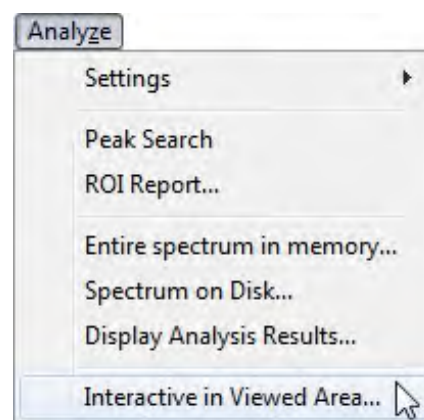 Analyze
Settings
Peak Search
ROI Report...
Entire spectrum in memory...
Spectrum on Disk...
Display Analysis Results...
Interactive in Viewed Area...